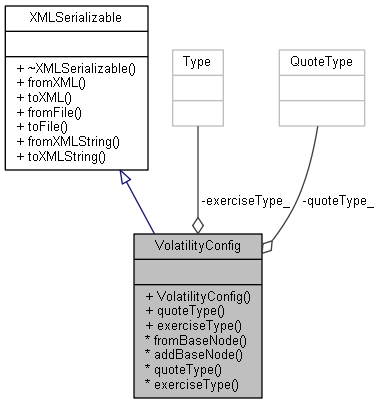 XMLSerializable
+ ~XMLSerializable()
+ fromXML()
+ toXML()
+ fromFile()
+ toFile()
+ fromXMLString()
+ toXMLString()
Type
QuoteType
-exerciseType_
-quoteType_
VolatilityConfig
+ VolatilityConfig()
+ quoteType()
+ exerciseType()
* fromBaseNode()
* addBaseNode()
* quoteType()
* exerciseType()